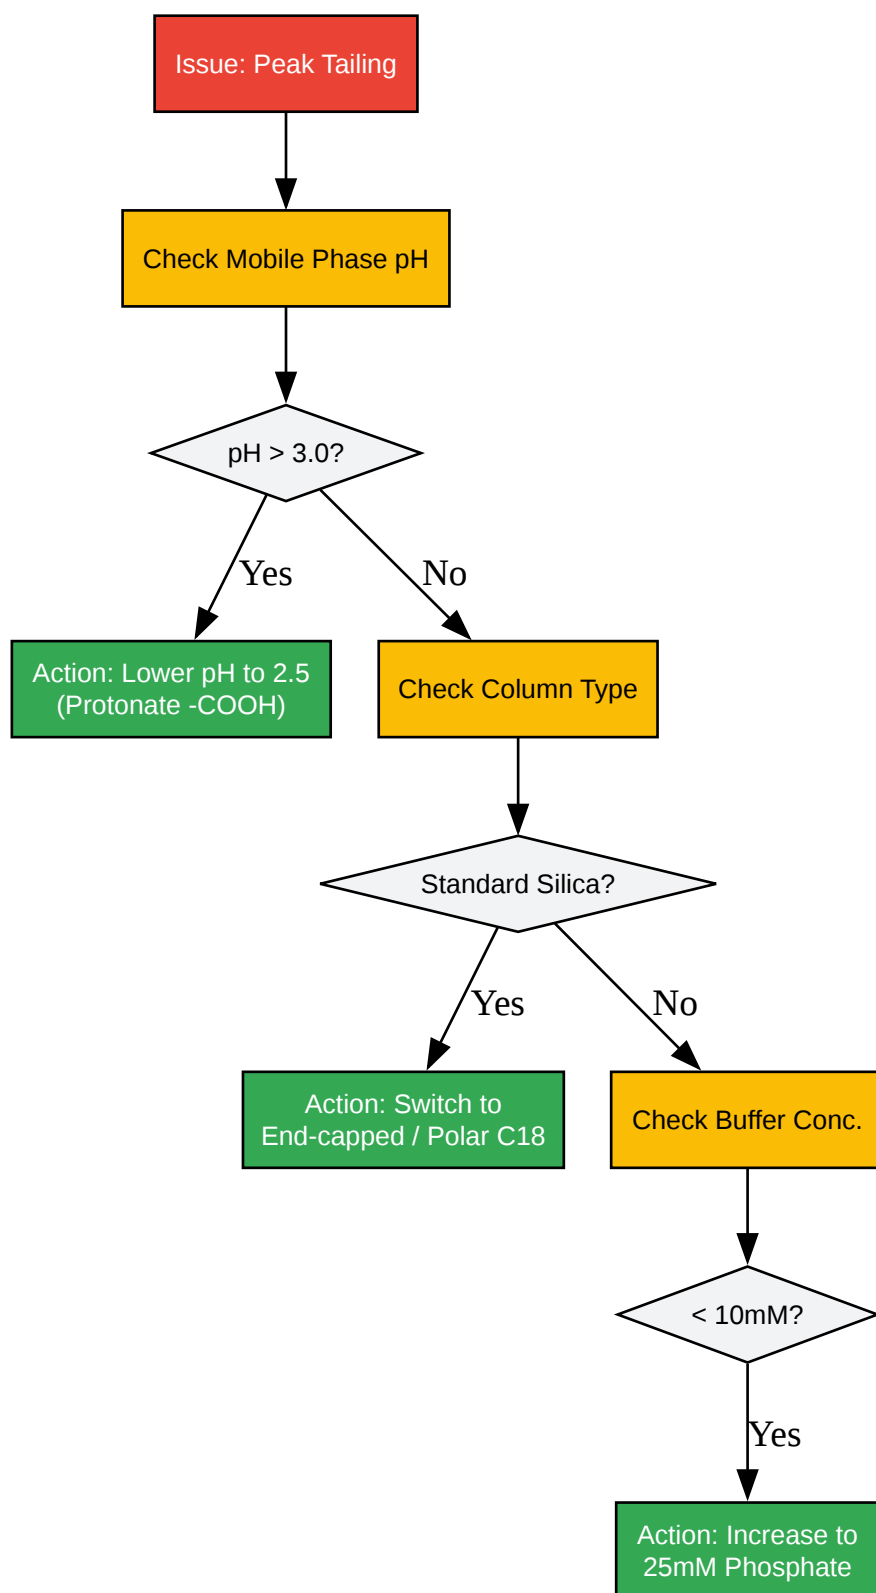 Issue: Peak Tailing
Check Mobile Phase pH
pH > 3.0?
Yes
No
Action: Lower pH to 2.5
(Protonate -COOH)
Check Column Type
Standard Silica?
Yes
No
Action: Switch to
End-capped / Polar C18
Check Buffer Conc.
< 10mM?
Yes
Action: Increase to
25mM Phosphate